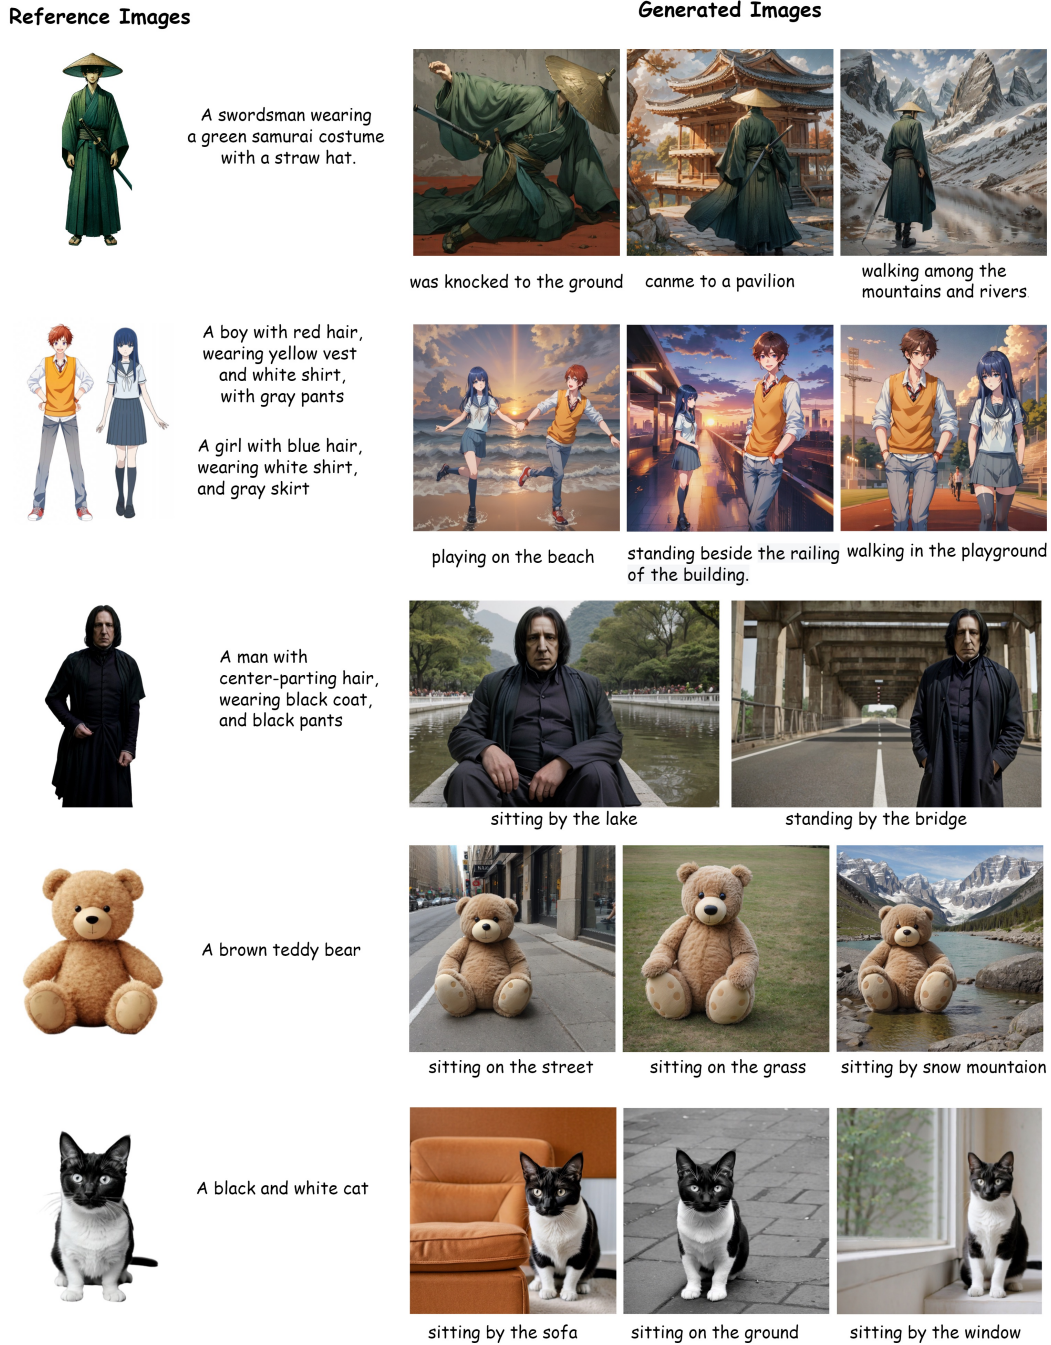 Reference Images
Generated Images
A swordsman wearing
a green samurai costume
with a straw hat.
was knocked to the ground
canme to a pavilion
walking among the
mountains and rivers.
A boy with red hair,
wearing yellow vest
and white shirt,
with gray pants
A girl with blue hair,
wearing white shirt,
and gray skirt
playing on the beach
standing beside the railing
of the building.
walking in the playground
A man with
center-parting hair,
wearing black coat,
and black pants
sitting by the lake
standing by the bridge
A brown teddy bear
sitting on the street
sitting on the grass
sitting by snow mountaion
A black and white cat
sitting by the sofa
sitting on the ground
sitting by the window